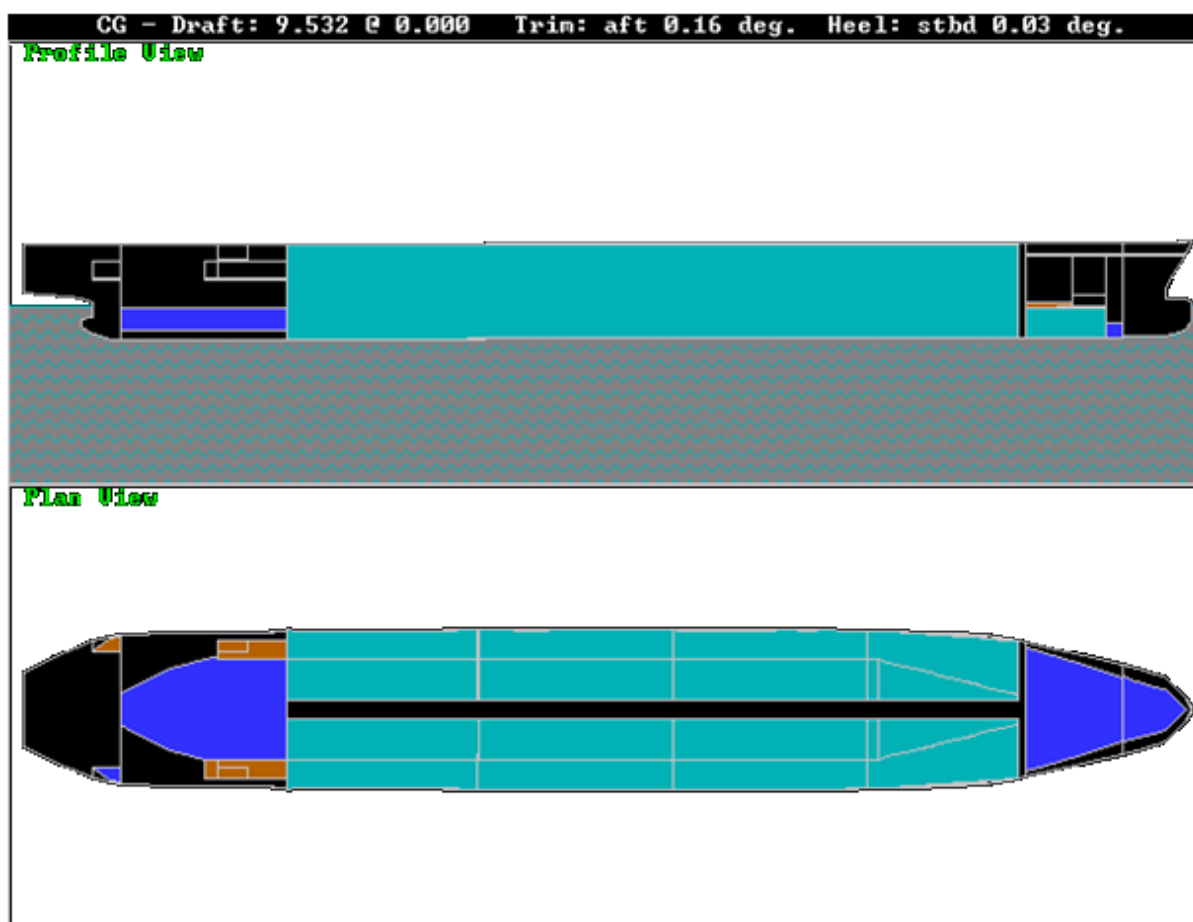 CG - Draft: 9.532 @ 0.000 Trim: aft 0.16 deg. Heel: stbd 0.03 deg.
Profile View
Plan View